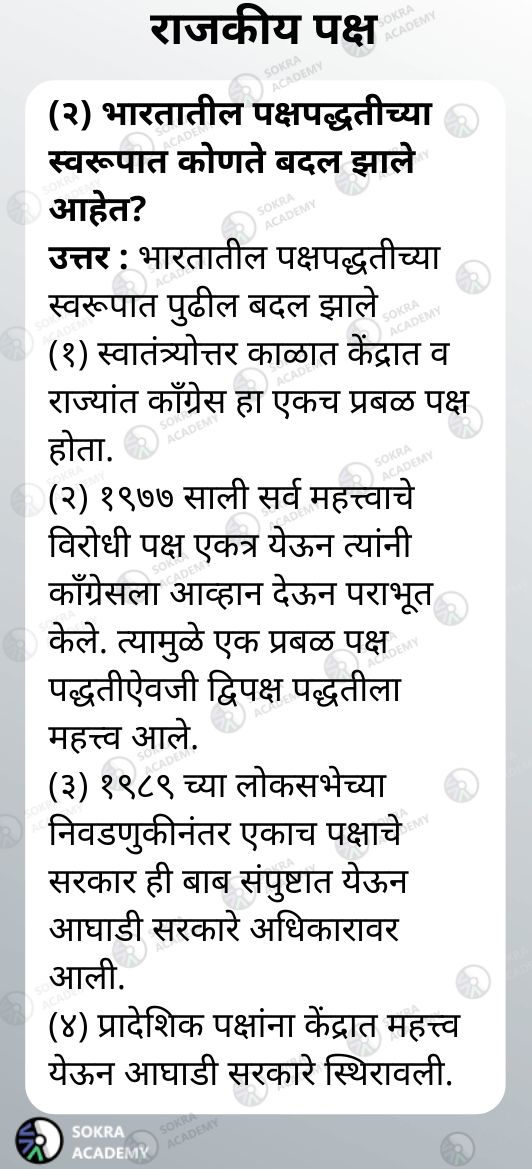 राजकीय पक्ष
(२) भारतातील पक्षपद्धतीच्या
स्वरूपात कोणते बदल झाले
आहेत?
उत्तर : भारतातील पक्षपद्धतीच्या
स्वरूपात पुढील बदल झाले
(१) स्वातंत्र्योत्तर काळात केंद्रात व
राज्यांत काँग्रेस हा एकच प्रबळ पक्ष
होता.
(२) १९७७ साली सर्व महत्त्वाचे
विरोधी पक्ष एकत्र येऊन त्यांनी
काँग्रेसला आव्हान देऊन पराभूत
केले. त्यामुळे एक प्रबळ पक्ष
पद्धतीऐवजी द्विपक्ष पद्धतीला
महत्त्व आले.
(३) १९८९ च्या लोकसभेच्या
निवडणुकीनंतर एकाच पक्षाचे
सरकार ही बाब संपुष्टात येऊन
आघाडी सरकारे अधिकारावर
आली.
(४) प्रादेशिक पक्षांना केंद्रात महत्त्व
येऊन आघाडी सरकारे स्थिरावली.
SOKRA
ACADEMY